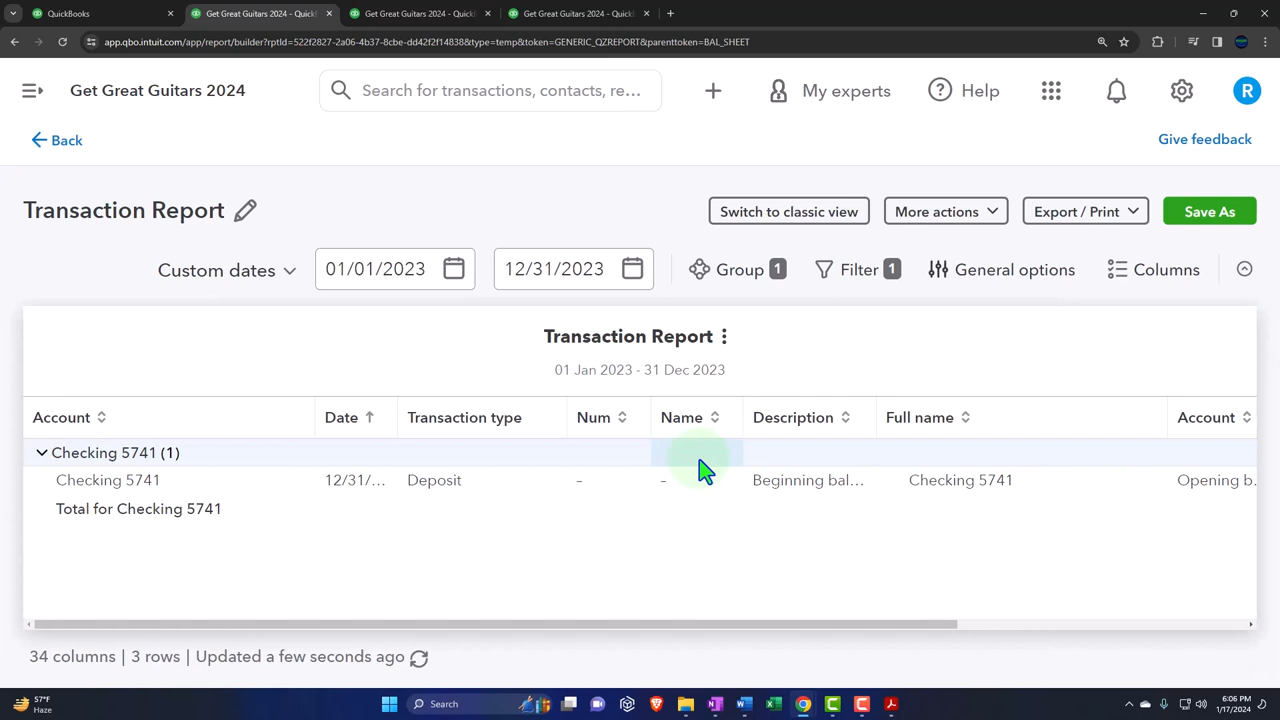 QuickBooks
Get Great Guitars 2024 - QuickB
Get Great Guitars 2024 - QuickB
Get Great Guitars 2024 - QuickB
app.qbo.intuit.com/app/report/builder?rptId=522f2827-2a06-4b37-8cbe-dd42f2f14838&type=temp&token=GENERIC_QZREPORT&parenttoken=BAL_SHEET
Get Great Guitars 2024
Search for transactions, contacts, re...
My experts
Help
R
Back
Give feedback
Transaction Report
Switch to classic view
More actions
Export / Print
Save As
Custom dates
01/01/2023
12/31/2023
Group 1
Filter 1
General options
Columns
Transaction Report
01 Jan 2023 - 31 Dec 2023
Account Date Transaction type Num Name Description Full name Account
Checking 5741 (1)
Checking 5741 12/31/... Deposit – – Beginning bal... Checking 5741 Opening b...
Total for Checking 5741
34 columns | 3 rows | Updated a few seconds ago
57°F
Haze
Search
6:06 PM
1/17/2024